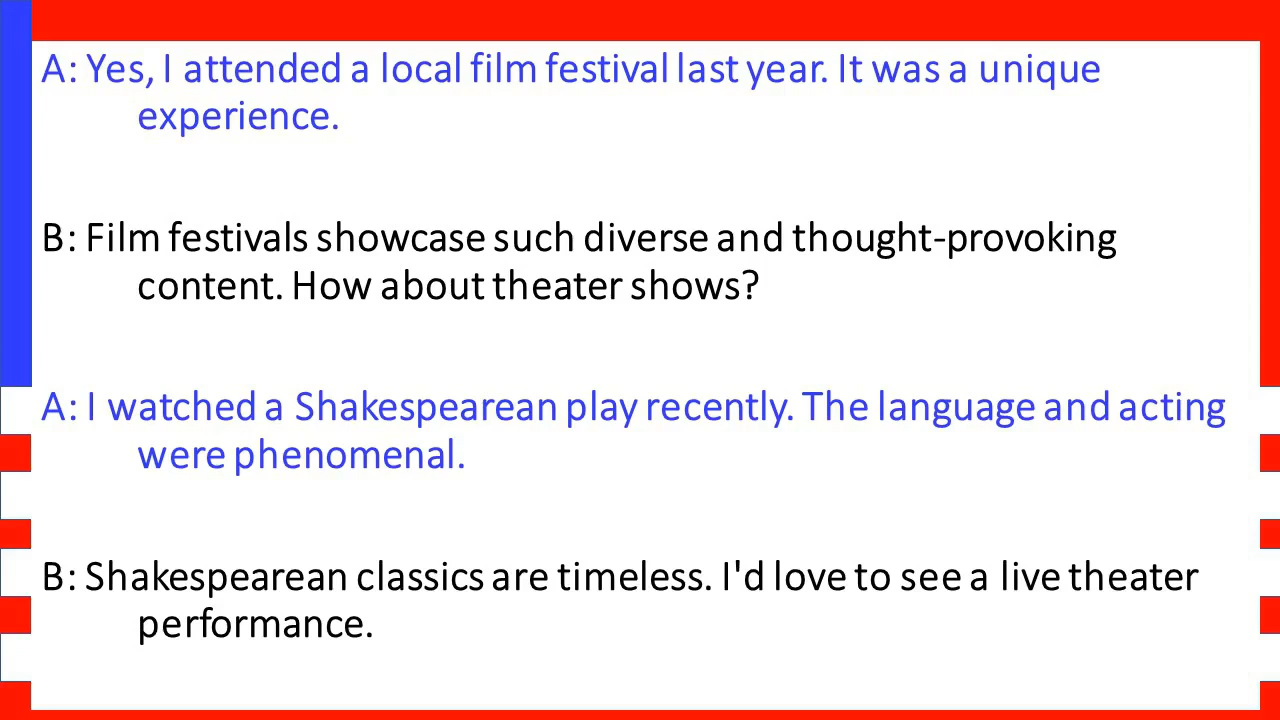 A: Yes, I attended a local film festival last year. It was a unique
experience.
B: Film festivals showcase such diverse and thought-provoking
content. How about theater shows?
A: I watched a Shakespearean play recently. The language and acting
were phenomenal.
B: Shakespearean classics are timeless. I'd love to see a live theater
performance.